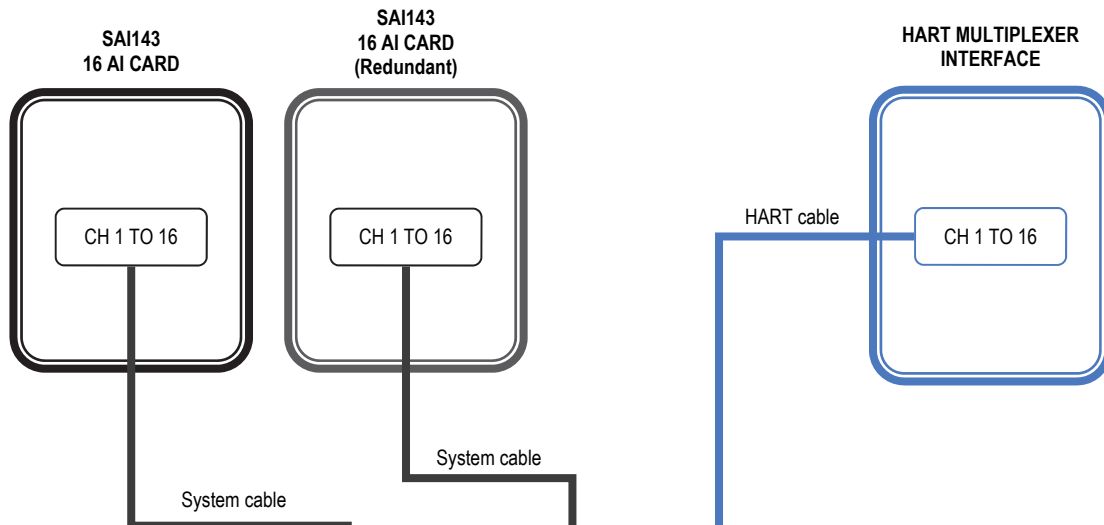 SAI143
16 AI CARD
SAI143
16 AI CARD
(Redundant)
HART MULTIPLEXER
INTERFACE
CH 1 TO 16
CH 1 TO 16
HART cable
CH 1 TO 16
System cable
System cable